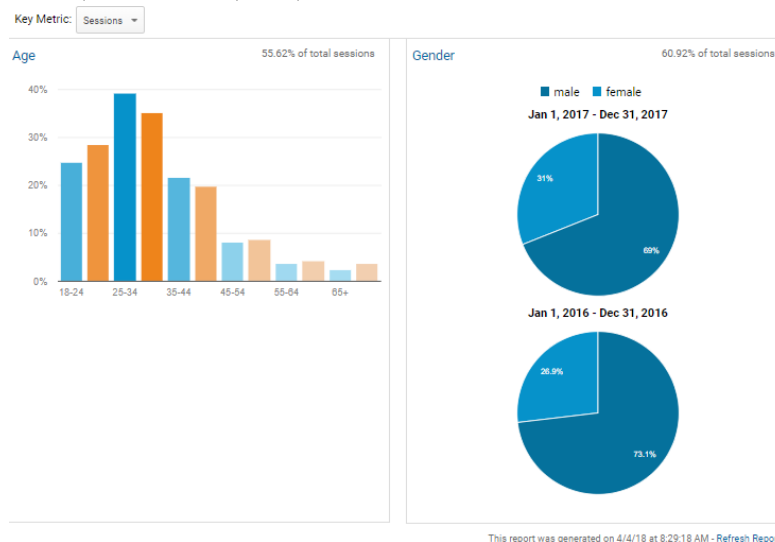 Key Metric: Sessions
Age 55.62% of total sessions
40%
30%
20%
10%
0%
18-24 25-34 35-44 45-54 55-64 65+
Gender 60.92% of total sessions
male female
Jan 1, 2017 - Dec 31, 2017
31%
69%
Jan 1, 2016 - Dec 31, 2016
26.9%
73.1%
This report was generated on 4/4/18 at 8:29:18 AM - Refresh Repo